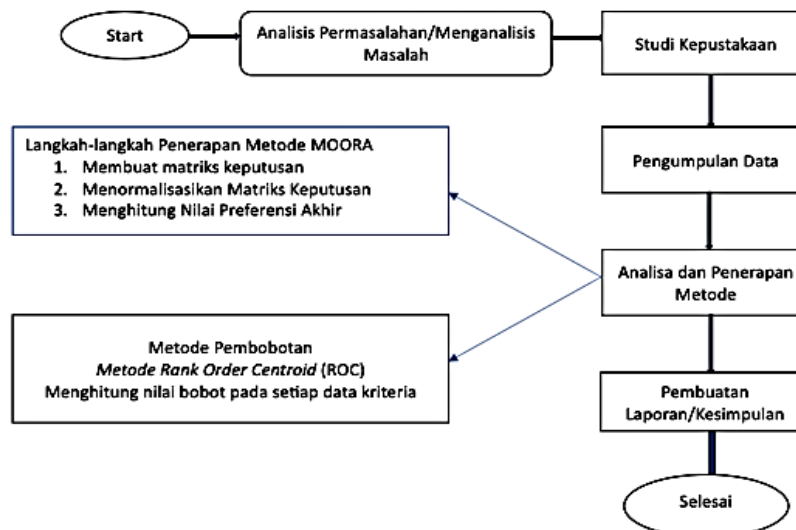 Start
Analisis Permasalahan/Menganalisis
Masalah
Studi Kepustakaan
Langkah-langkah Penerapan Metode MOORA
1. Membuat matriks keputusan
2. Menormalisasikan Matriks Keputusan
3. Menghitung Nilai Preferensi Akhir
Pengumpulan Data
Analisa dan Penerapan
Metode
Metode Pembobotan
Metode Rank Order Centroid (ROC)
Menghitung nilai bobot pada setiap data kriteria
Pembuatan
Laporan/Kesimpulan
Selesai